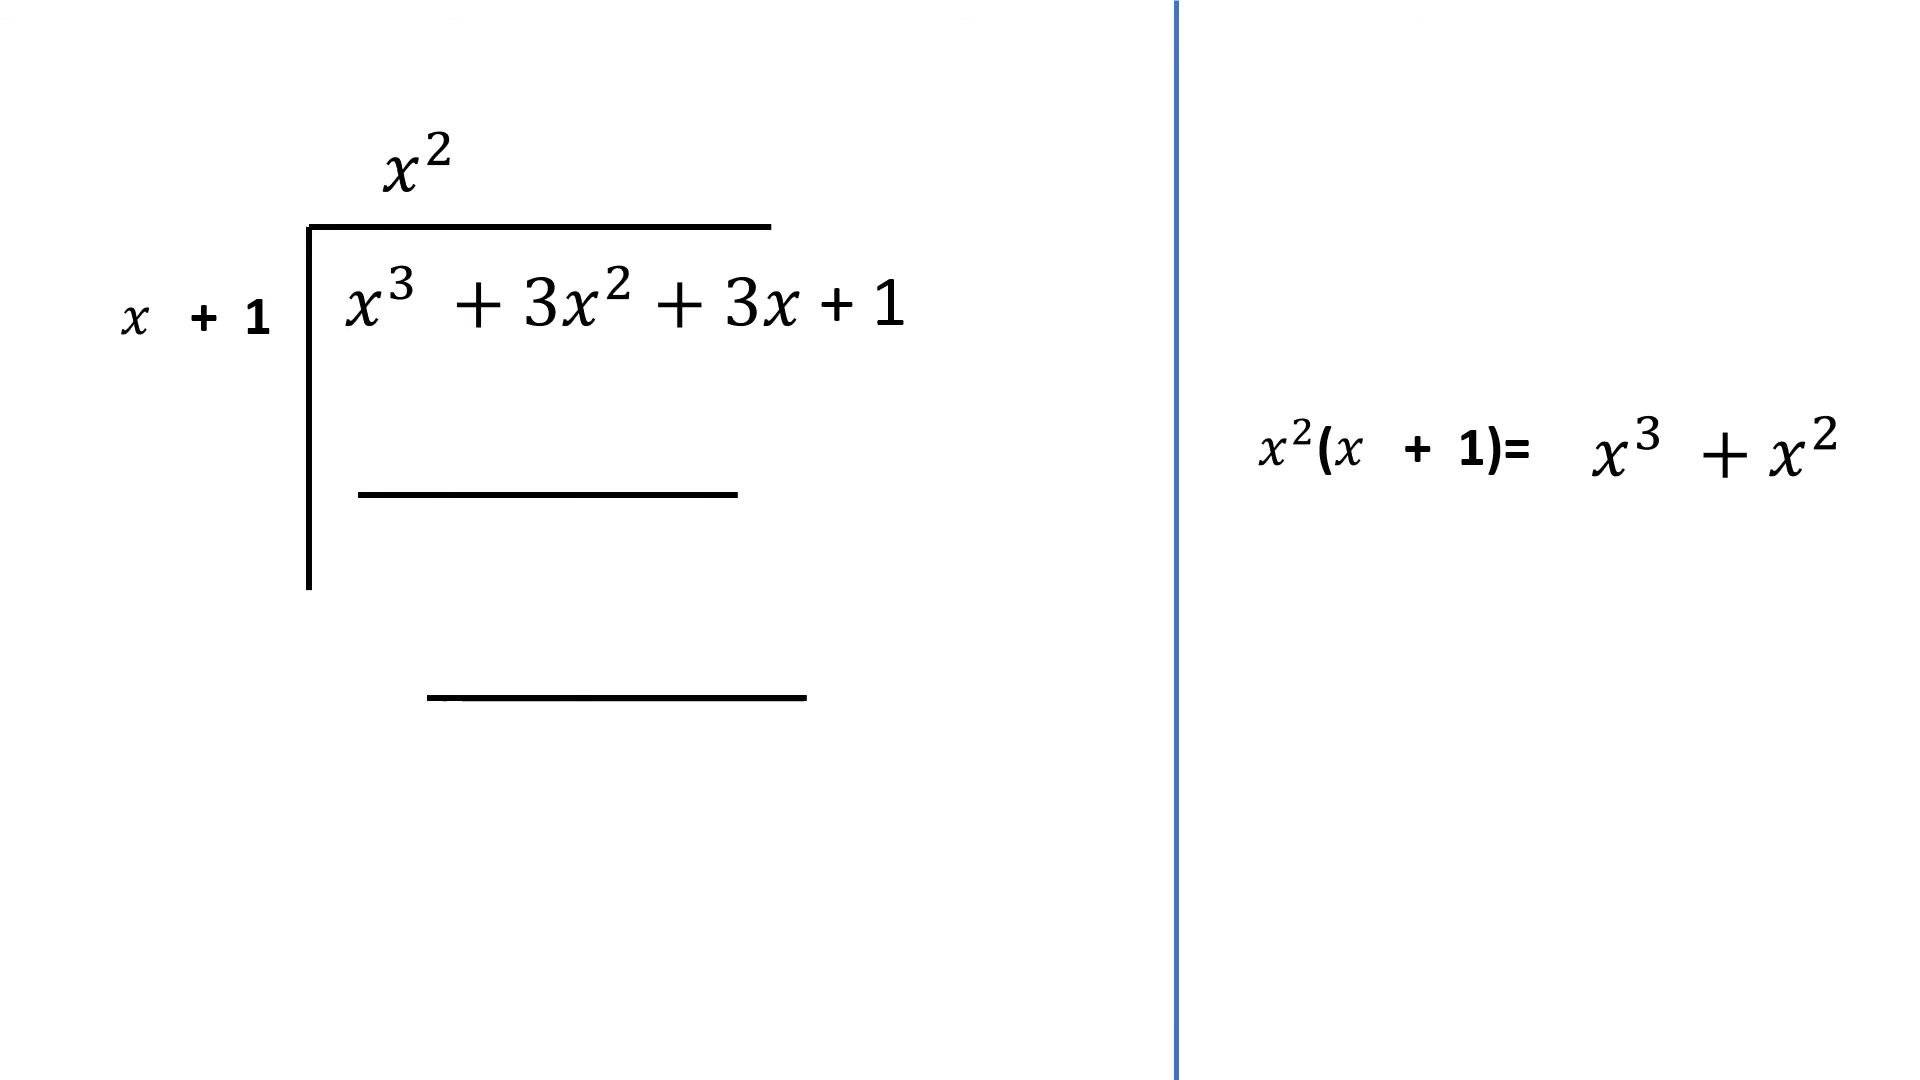 x²
x + 1
x³ + 3x² + 3x + 1
x²(x + 1)= x³ + x²